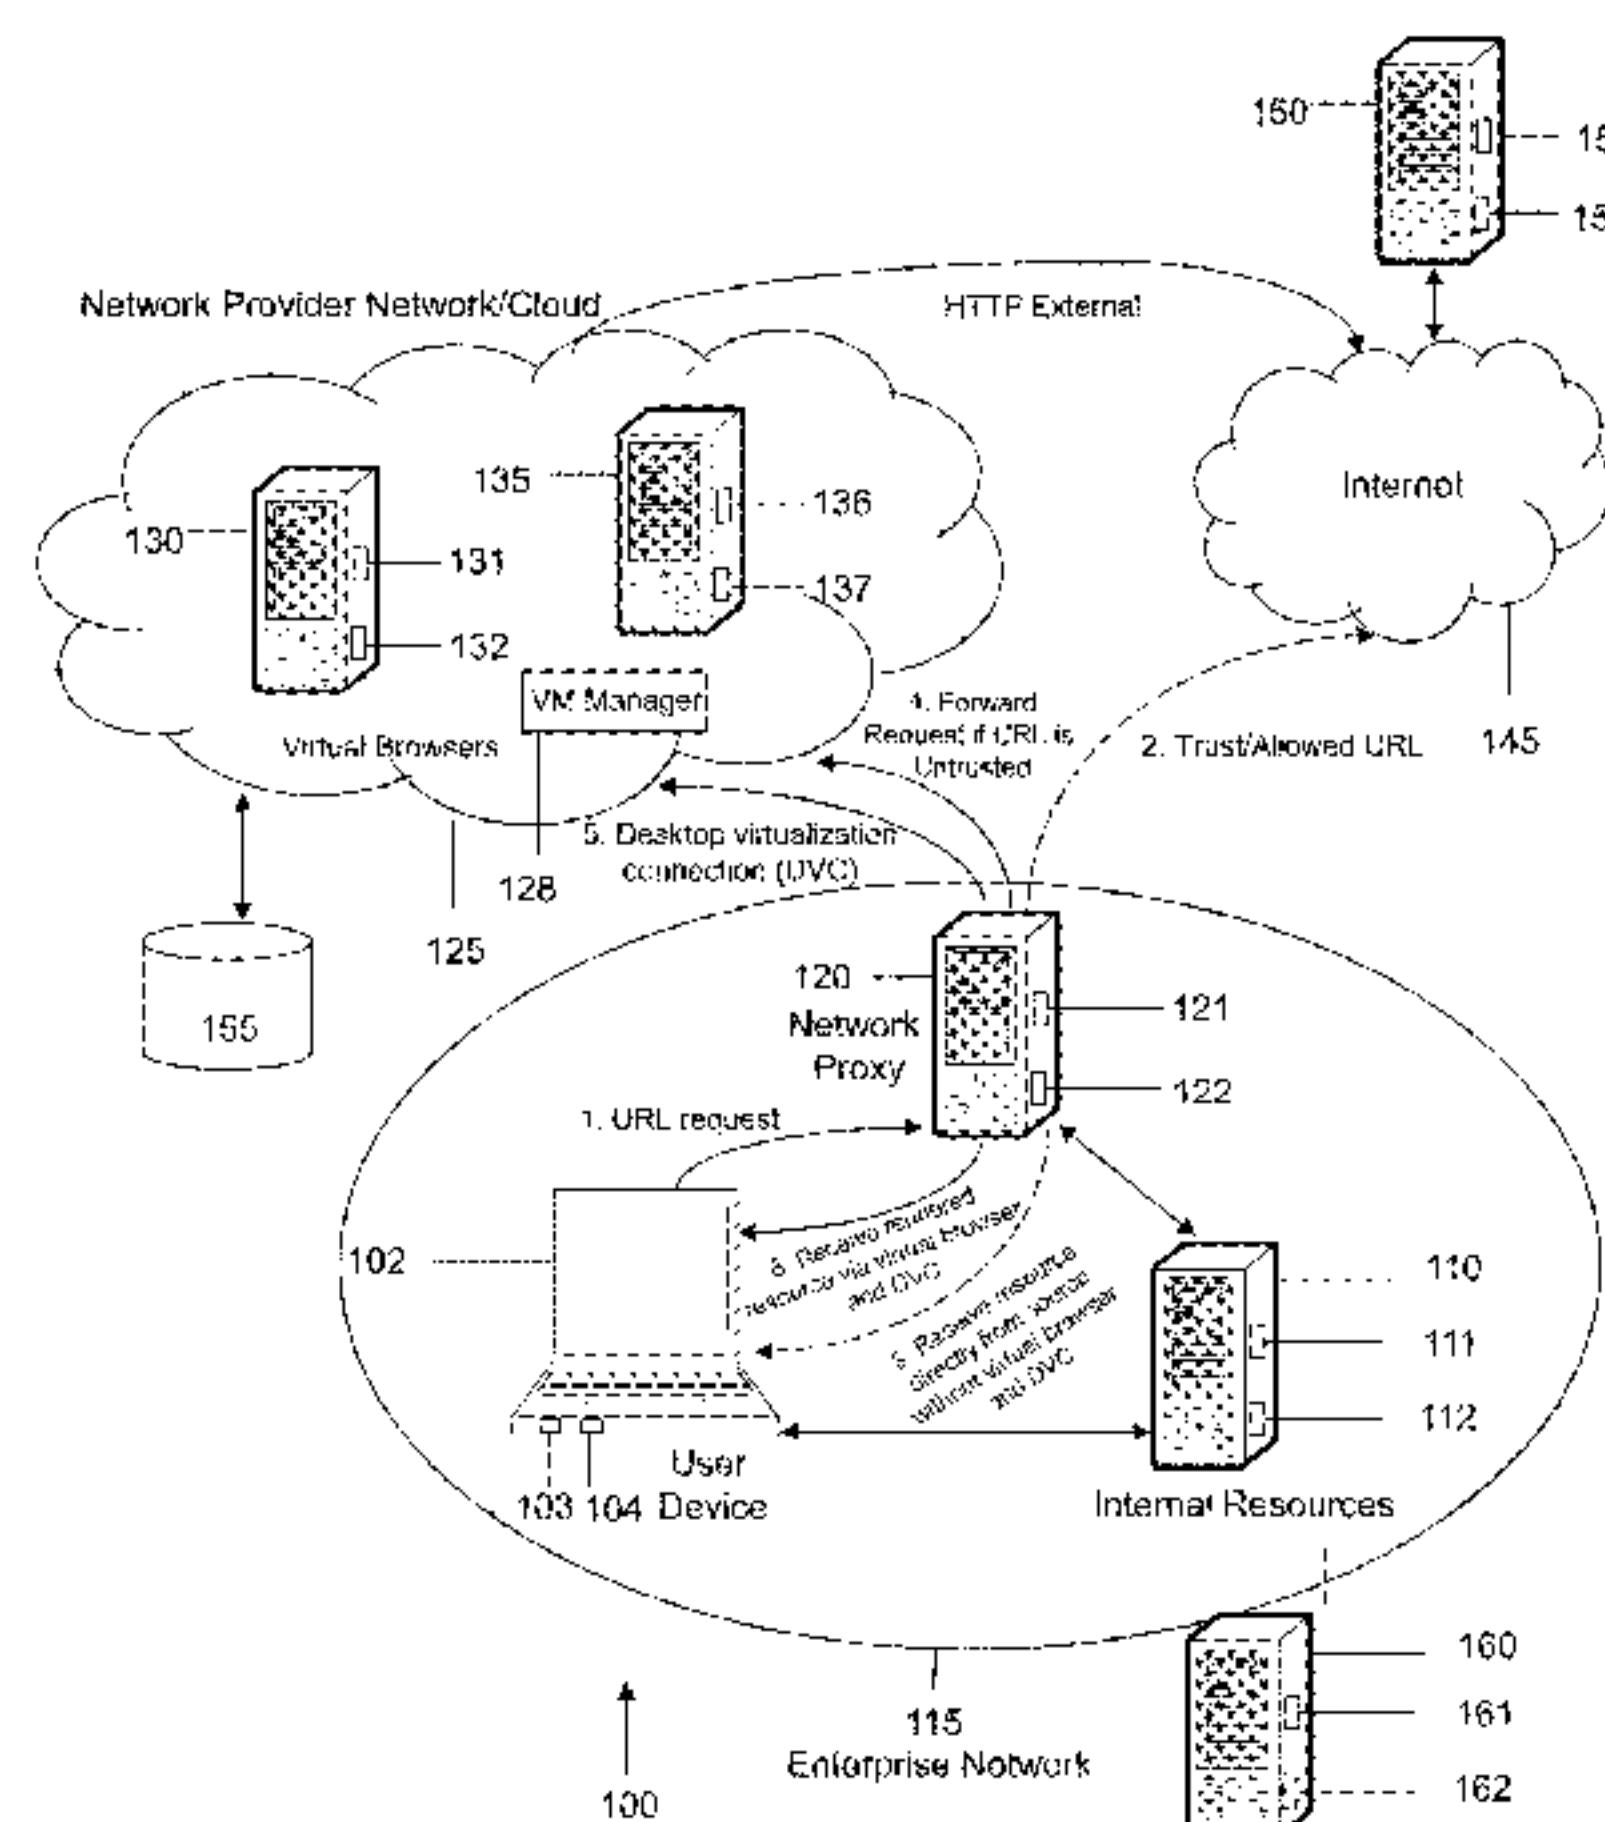 150
Network Provider Network/Cloud
HTTP External
135
136
Internet
130
131
137
132
VM Manager
4. Forward
Request if URL is
Untrusted
2. Trust/Allowed URL
145
Virtual Browsers
5. Desktop virtualization
connection (DVC)
128
125
120
Network
Proxy
121
155
122
1. URL request
6. Receive rendered
resource via virtual browser
and DVC
102
Receive resource
directly from source
without virtual browser
and DVC
110
111
112
User
Device
103
104
Internal Resources
160
161
162
115
Enterprise Network
100